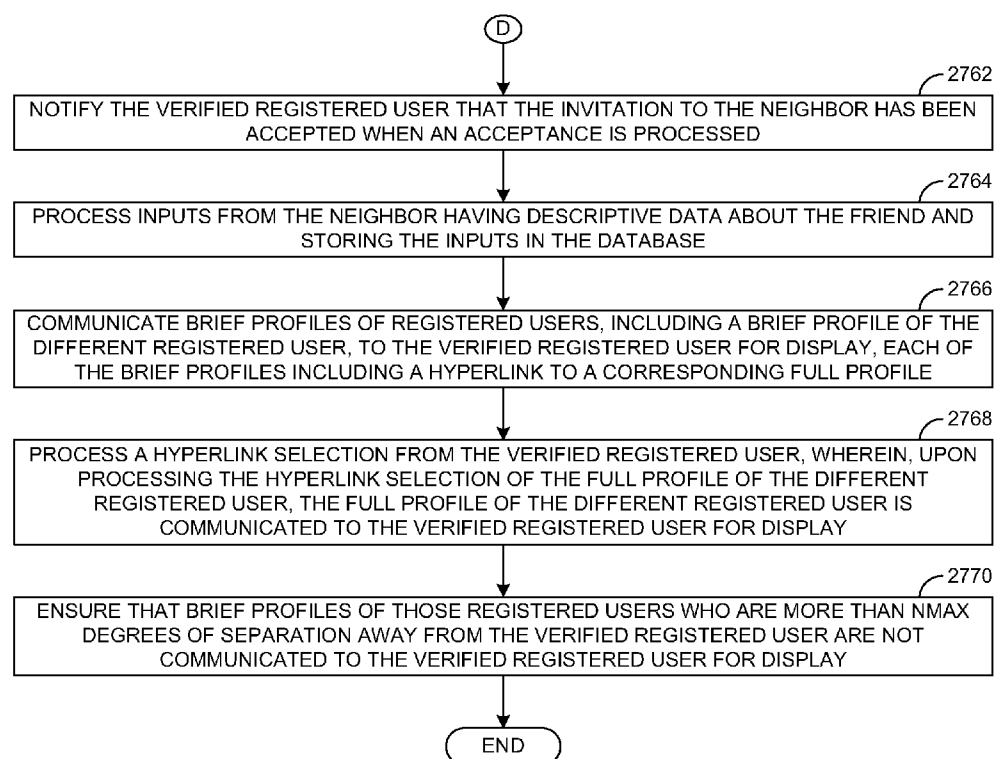 D
2762
NOTIFY THE VERIFIED REGISTERED USER THAT THE INVITATION TO THE NEIGHBOR HAS BEEN
ACCEPTED WHEN AN ACCEPTANCE IS PROCESSED
2764
PROCESS INPUTS FROM THE NEIGHBOR HAVING DESCRIPTIVE DATA ABOUT THE FRIEND AND
STORING THE INPUTS IN THE DATABASE
2766
COMMUNICATE BRIEF PROFILES OF REGISTERED USERS, INCLUDING A BRIEF PROFILE OF THE
DIFFERENT REGISTERED USER, TO THE VERIFIED REGISTERED USER FOR DISPLAY, EACH OF
THE BRIEF PROFILES INCLUDING A HYPERLINK TO A CORRESPONDING FULL PROFILE
2768
PROCESS A HYPERLINK SELECTION FROM THE VERIFIED REGISTERED USER, WHEREIN, UPON
PROCESSING THE HYPERLINK SELECTION OF THE FULL PROFILE OF THE DIFFERENT
REGISTERED USER, THE FULL PROFILE OF THE DIFFERENT REGISTERED USER IS
COMMUNICATED TO THE VERIFIED REGISTERED USER FOR DISPLAY
2770
ENSURE THAT BRIEF PROFILES OF THOSE REGISTERED USERS WHO ARE MORE THAN NMAX
DEGREES OF SEPARATION AWAY FROM THE VERIFIED REGISTERED USER ARE NOT
COMMUNICATED TO THE VERIFIED REGISTERED USER FOR DISPLAY
END